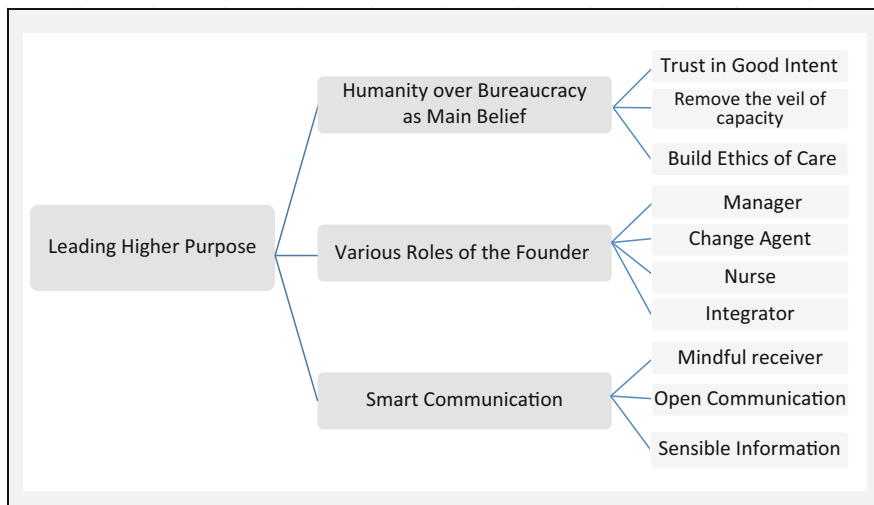 Leading Higher Purpose
Humanity over Bureaucracy
as Main Belief
Trust in Good Intent
Remove the veil of
capacity
Build Ethics of Care
Various Roles of the Founder
Manager
Change Agent
Nurse
Integrator
Smart Communication
Mindful receiver
Open Communication
Sensible Information